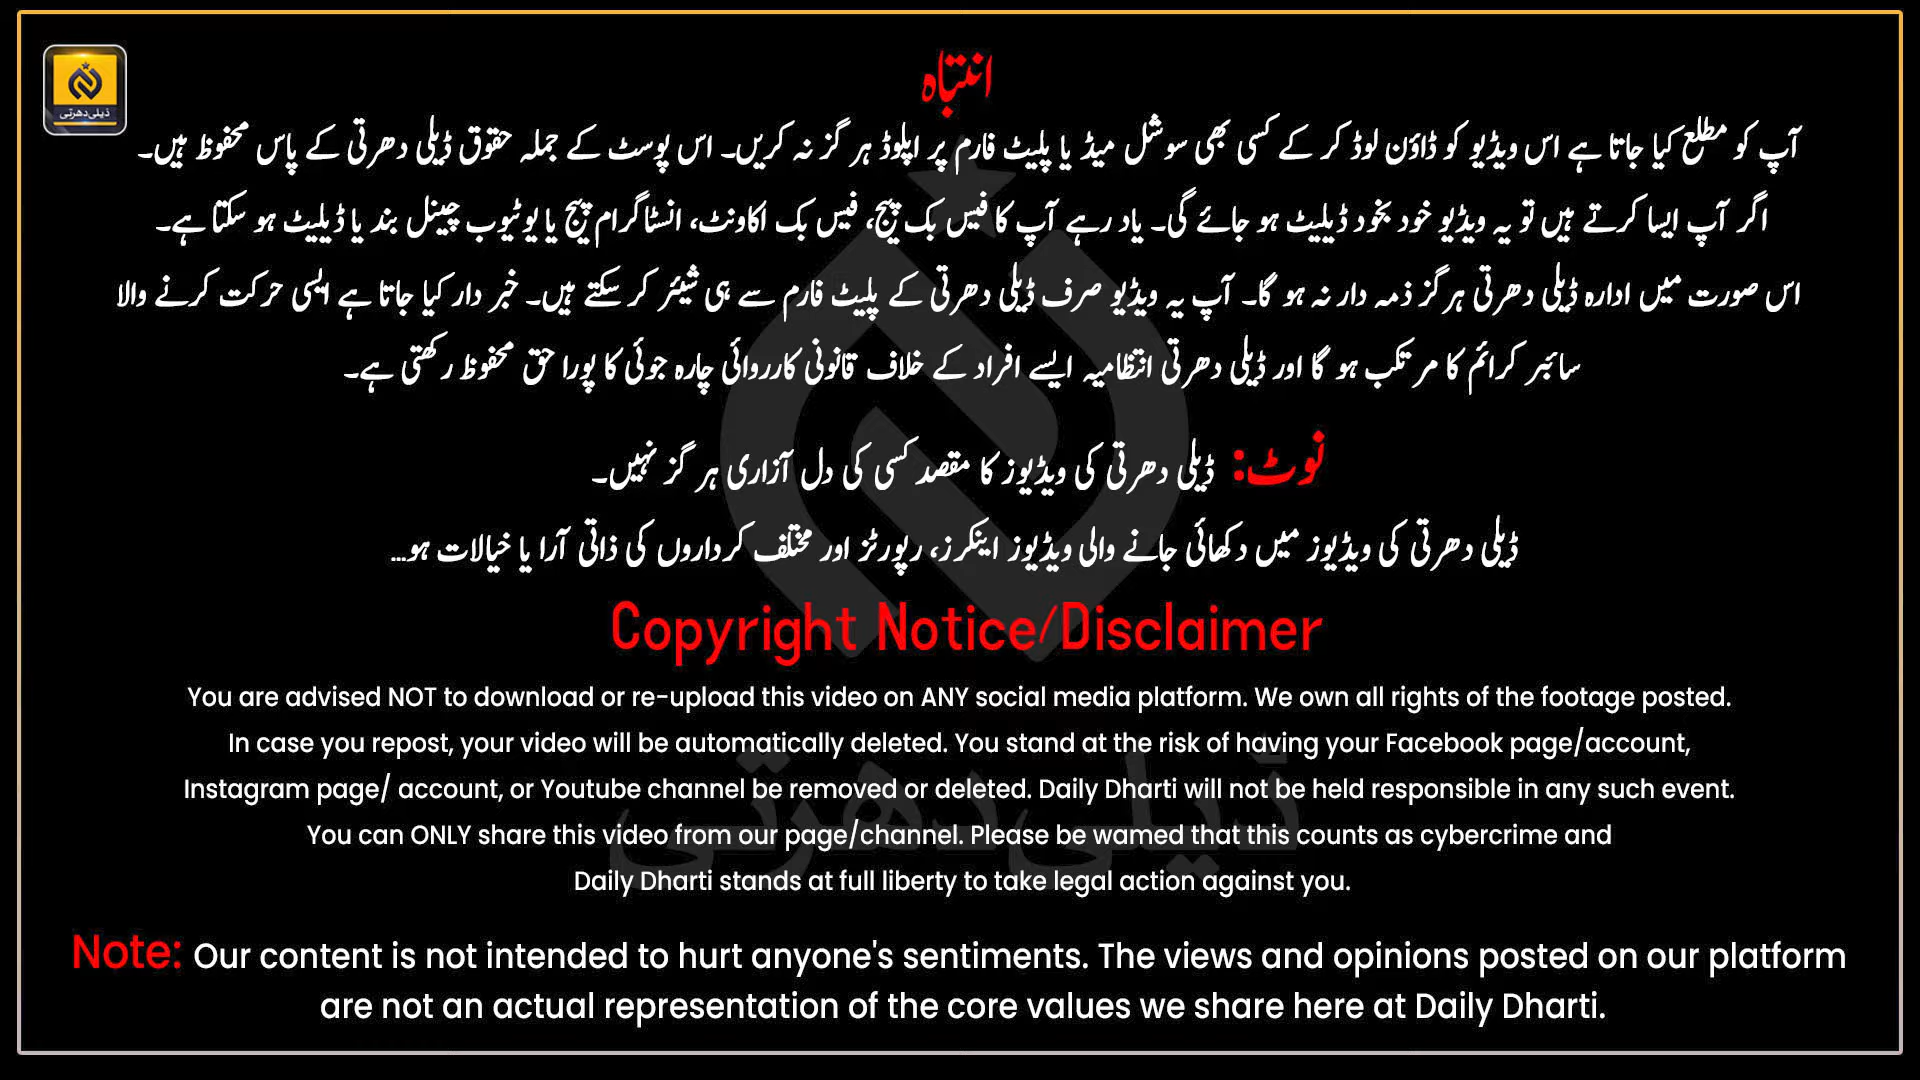 ڈیلی دھرتی
انتباہ
آپ کو مطلع کیا جاتا ہے اس ویڈیو کو ڈاؤن لوڈ کر کے کسی بھی سوشل میڈ یا پلیٹ فارم پر اپلوڈ ہر گز نہ کریں۔ اس پوسٹ کے جملہ حقوق ڈیلی دھرتی کے پاس محفوظ ہیں۔
اگر آپ ایسا کرتے ہیں تو یہ ویڈیو خود بخود ڈیلیٹ ہو جائے گی۔ یاد رہے آپ کا فیس بک پیج، فیس بک اکاونٹ، انسٹاگرام پیج یا یوٹیوب چینل بند یا ڈیلیٹ ہو سکتا ہے۔
اس صورت میں ادارہ ڈیلی دھرتی ہرگز ذمہ دار نہ ہو گا۔ آپ یہ ویڈیو صرف ڈیلی دھرتی کے پلیٹ فارم سے ہی شیئر کر سکتے ہیں۔ خبر دار کیا جاتا ہے ایسی حرکت کرنے والا
سائبر کرائم کا مرتکب ہو گا اور ڈیلی دھرتی انتظامیہ ایسے افراد کے خلاف قانونی کارروائی چارہ جوئی کا پورا حق محفوظ رکھتی ہے۔
نوٹ: ڈیلی دھرتی کی ویڈیوز کا مقصد کسی کی دل آزاری ہر گز نہیں۔
ڈیلی دھرتی کی ویڈیوز میں دکھائی جانے والی ویڈیوز اینکرز، رپورٹز اور مختلف کرداروں کی ذاتی آرا یا خیالات ہو...
Copyright Notice/Disclaimer
You are advised NOT to download or re-upload this video on ANY social media platform. We own all rights of the footage posted.
In case you repost, your video will be automatically deleted. You stand at the risk of having your Facebook page/account,
Instagram page/ account, or Youtube channel be removed or deleted. Daily Dharti will not be held responsible in any such event.
You can ONLY share this video from our page/channel. Please be wamed that this counts as cybercrime and
Daily Dharti stands at full liberty to take legal action against you.
ڈیلی دھرتی
Note: Our content is not intended to hurt anyone's sentiments. The views and opinions posted on our platform
are not an actual representation of the core values we share here at Daily Dharti.